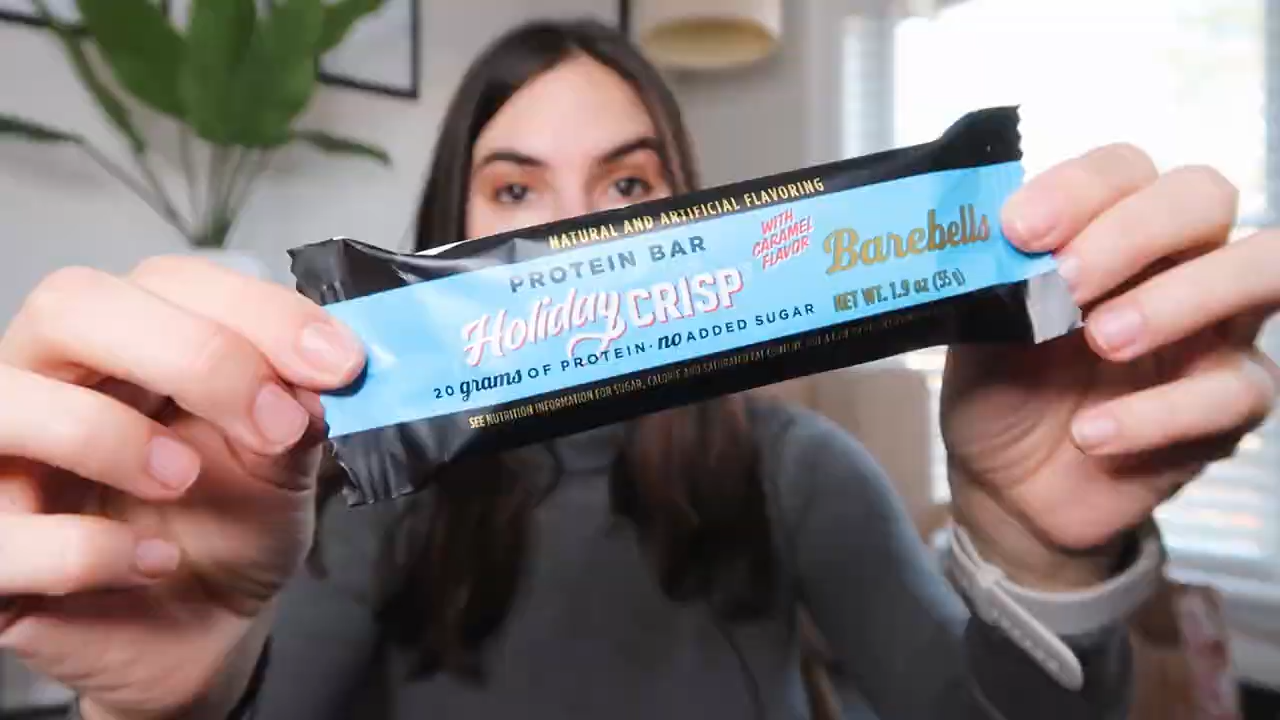 NATURAL AND ARTIFICIAL FLAVORING
PROTEIN BAR
Holiday CRISP
WITH
CARAMEL
FLAVOR
Barebells
NET WT. 1.9 oz (55g)
20 grams OF PROTEIN · no ADDED SUGAR
SEE NUTRITION INFORMATION FOR SUGAR, CALORIE AND SATURATED FAT CONTENT.